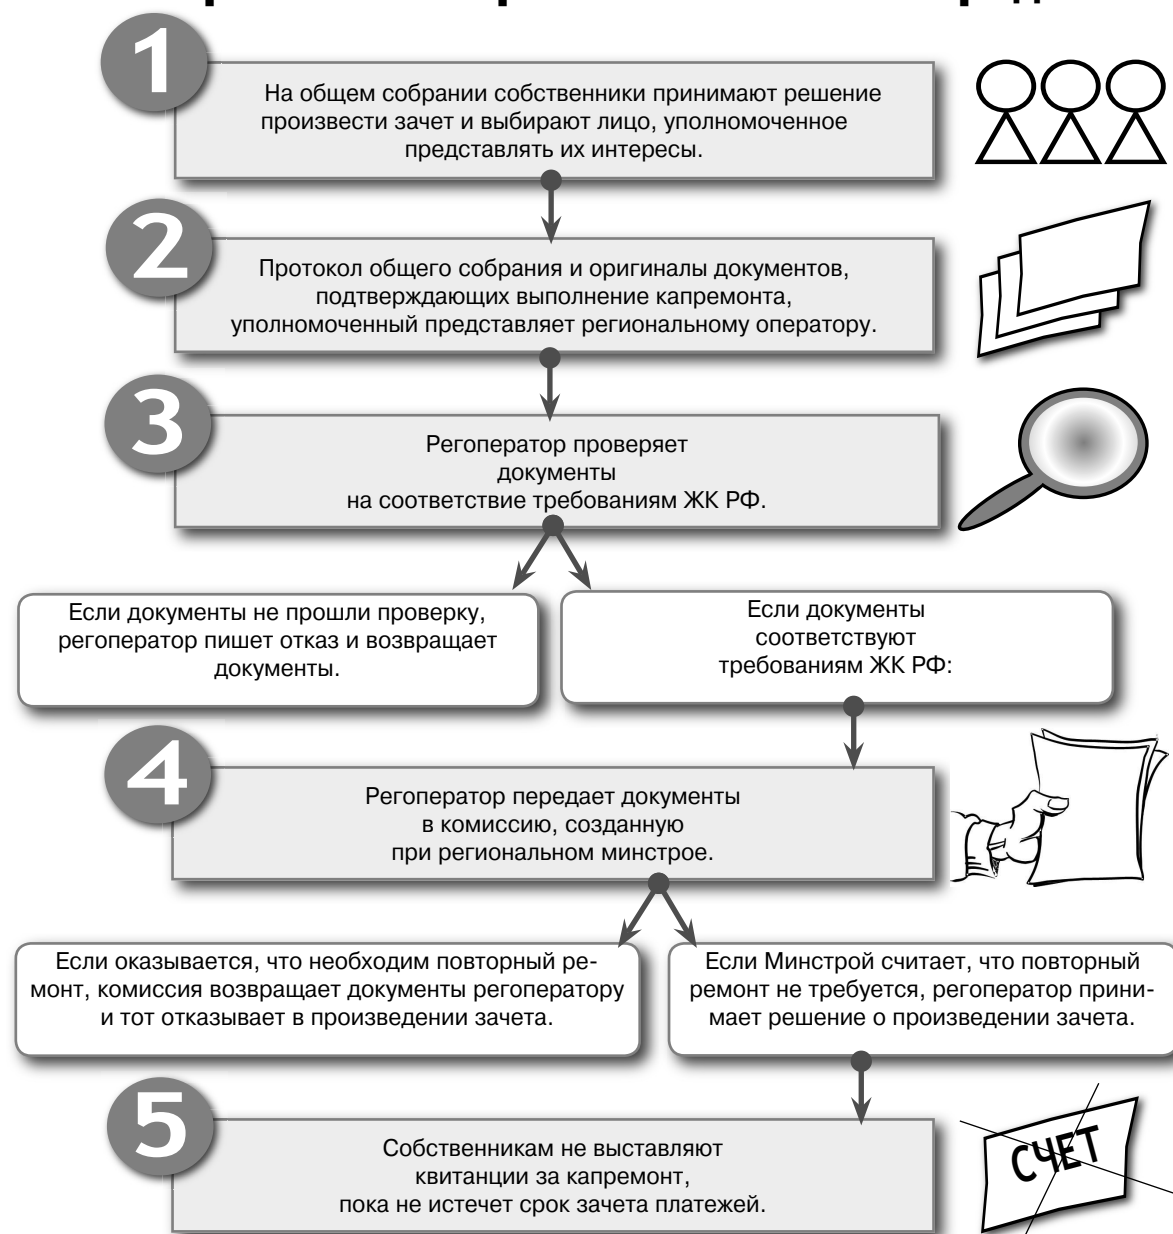 1
На общем собрании собственники принимают решение
произвести зачет и выбирают лицо, уполномоченное
представлять их интересы.
2
Протокол общего собрания и оригиналы документов,
подтверждающих выполнение капремонта,
уполномоченный представляет региональному оператору.
3
Регоператор проверяет
документы
на соответствие требованиям ЖК РФ.
Если документы не прошли проверку,
регоператор пишет отказ и возвращает
документы.
Если документы
соответствуют
требованиям ЖК РФ:
4
Регоператор передает документы
в комиссию, созданную
при региональном минстрое.
Если оказывается, что необходим повторный ре-
монт, комиссия возвращает документы регоператору
и тот отказывает в произведении зачета.
Если Минстрой считает, что повторный
ремонт не требуется, регоператор прини-
мает решение о произведении зачета.
5
Собственникам не выставляют
квитанции за капремонт,
пока не истечет срок зачета платежей.
СЧЕТ